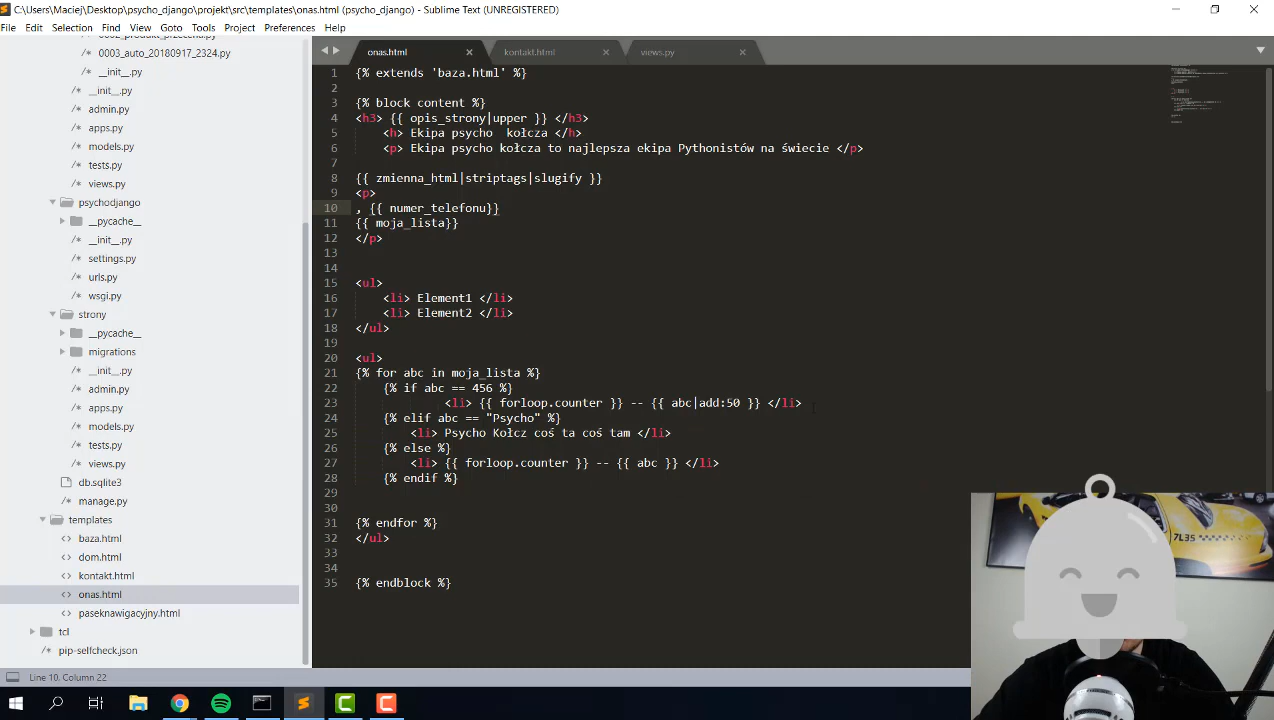 C:\Users\Maciej\Desktop\psycho_django\projekt\src\templates\onas.html (psycho_django) - Sublime Text (UNREGISTERED)
File Edit Selection Find View Goto Tools Project Preferences Help
0003_auto_20180917_2324.py
__init__.py
__init__.py
admin.py
apps.py
models.py
tests.py
views.py
psychodjango
__pycache__
__init__.py
settings.py
urls.py
wsgi.py
strony
__pycache__
migrations
__init__.py
admin.py
apps.py
models.py
tests.py
views.py
db.sqlite3
manage.py
templates
baza.html
dom.html
kontakt.html
onas.html
paseknawigacyjny.html
tcl
pip-selfcheck.json
onas.html kontakt.html views.py
1 {% extends 'baza.html' %}
2
3 {% block content %}
4 <h3> {{ opis_strony|upper }} </h3>
5 <h> Ekipa psycho  kołcza </h>
6 <p> Ekipa psycho kołcza to najlepsza ekipa Pythonistów na świecie </p>
7
8 {{ zmienna_html|striptags|slugify }}
9 <p>
10 , {{ numer_telefonu}}
11 {{ moja_lista}}
12 </p>
13
14
15 <ul>
16 <li> Element1 </li>
17 <li> Element2 </li>
18 </ul>
19
20 <ul>
21 {% for abc in moja_lista %}
22 {% if abc == 456 %}
23 <li> {{ forloop.counter }} -- {{ abc|add:50 }} </li>
24 {% elif abc == "Psycho" %}
25 <li> Psycho Kołcz coś ta coś tam </li>
26 {% else %}
27 <li> {{ forloop.counter }} -- {{ abc }} </li>
28 {% endif %}
29
30
31 {% endfor %}
32 </ul>
33
34
35 {% endblock %}
7L35
Line 10, Column 22